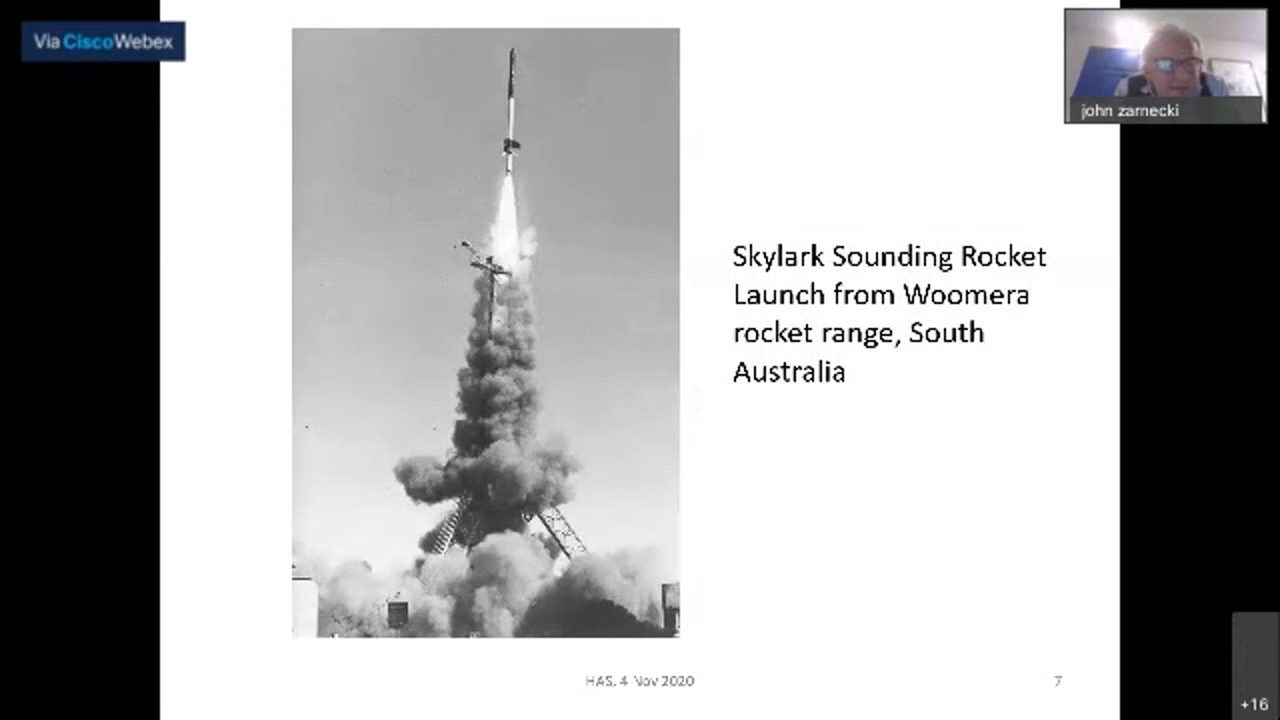 Via CiscoWebex
john zarnecki
Skylark Sounding Rocket
Launch from Woomera
rocket range, South
Australia
HAS, 4 Nov 2020
7
+16